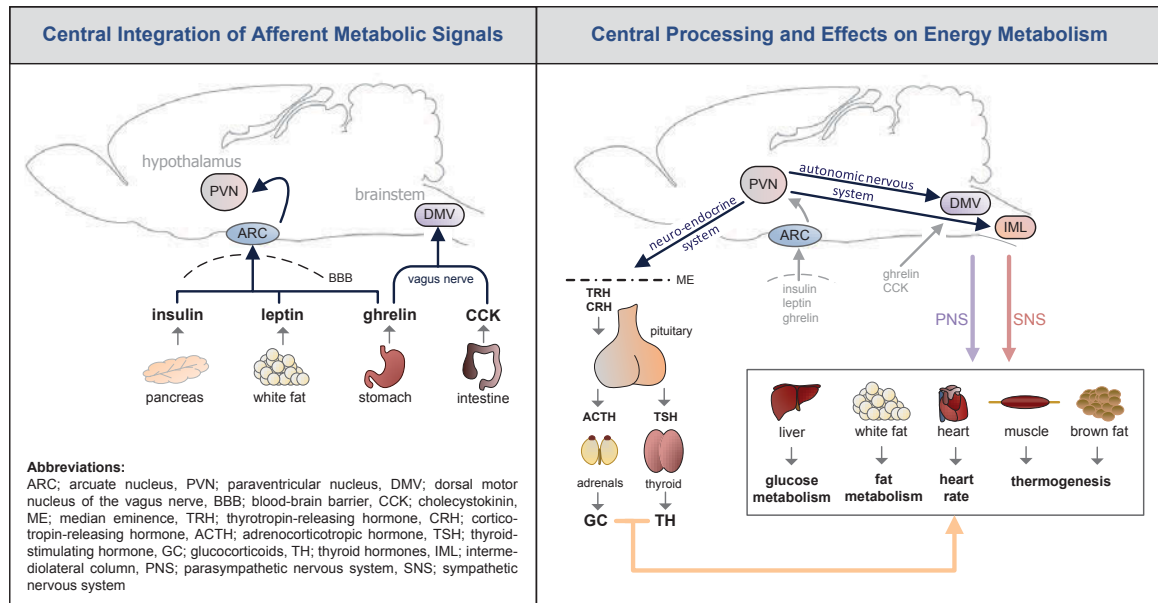 Central Integration of Afferent Metabolic Signals
hypothalamus
PVN
brainstem
DMV
ARC
BBB
vagus nerve
insulin
leptin
ghrelin
CCK
pancreas
white fat
stomach
intestine
Abbreviations:
ARC; arcuate nucleus, PVN; paraventricular nucleus, DMV; dorsal motor
nucleus of the vagus nerve, BBB; blood-brain barrier, CCK; cholecystokinin,
ME; median eminence, TRH; thyrotropin-releasing hormone, CRH; cortico-
tropin-releasing hormone, ACTH; adrenocorticotropic hormone, TSH; thyroid-
stimulating hormone, GC; glucocorticoids, TH; thyroid hormones, IML; interme-
diolateral column, PNS; parasympathetic nervous system, SNS; sympathetic
nervous system
Central Processing and Effects on Energy Metabolism
PVN
autonomic nervous
system
DMV
IML
ARC
neuro-endocrine
system
ME
insulin
leptin
ghrelin
ghrelin
CCK
TRH
CRH
pituitary
PNS
SNS
ACTH
TSH
adrenals
thyroid
GC
TH
liver
white fat
heart
muscle
brown fat
glucose
metabolism
fat
metabolism
heart
rate
thermogenesis